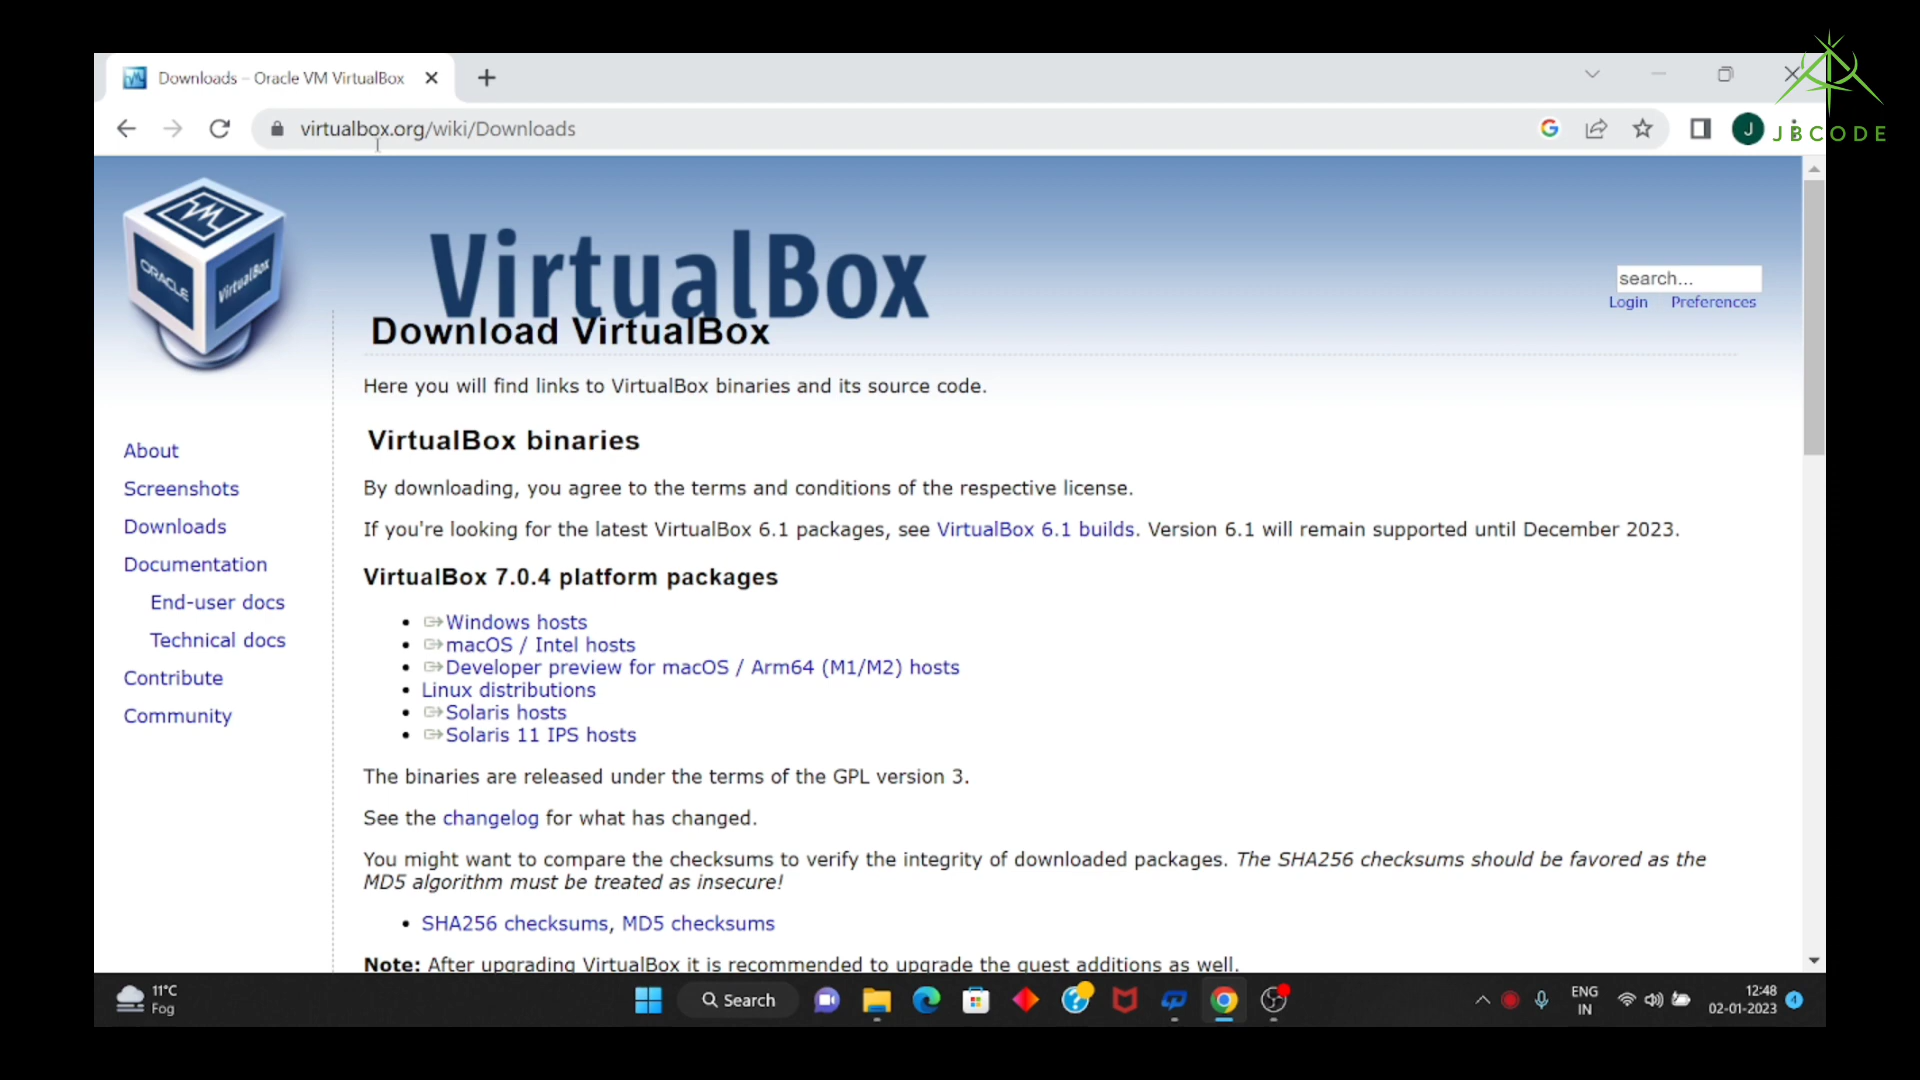 Downloads – Oracle VM VirtualBox
virtualbox.org/wiki/Downloads
J
JBCODE
ORACLE
VirtualBox
VirtualBox
search...
Login Preferences
Download VirtualBox
Here you will find links to VirtualBox binaries and its source code.
VirtualBox binaries
By downloading, you agree to the terms and conditions of the respective license.
If you're looking for the latest VirtualBox 6.1 packages, see VirtualBox 6.1 builds. Version 6.1 will remain supported until December 2023.
VirtualBox 7.0.4 platform packages
Windows hosts
macOS / Intel hosts
Developer preview for macOS / Arm64 (M1/M2) hosts
Linux distributions
Solaris hosts
Solaris 11 IPS hosts
The binaries are released under the terms of the GPL version 3.
See the changelog for what has changed.
You might want to compare the checksums to verify the integrity of downloaded packages. The SHA256 checksums should be favored as the
MD5 algorithm must be treated as insecure!
SHA256 checksums, MD5 checksums
Note: After upgrading VirtualBox it is recommended to upgrade the guest additions as well.
About
Screenshots
Downloads
Documentation
End-user docs
Technical docs
Contribute
Community
11°C
Fog
Search
ENG
IN
12:48
02-01-2023
4